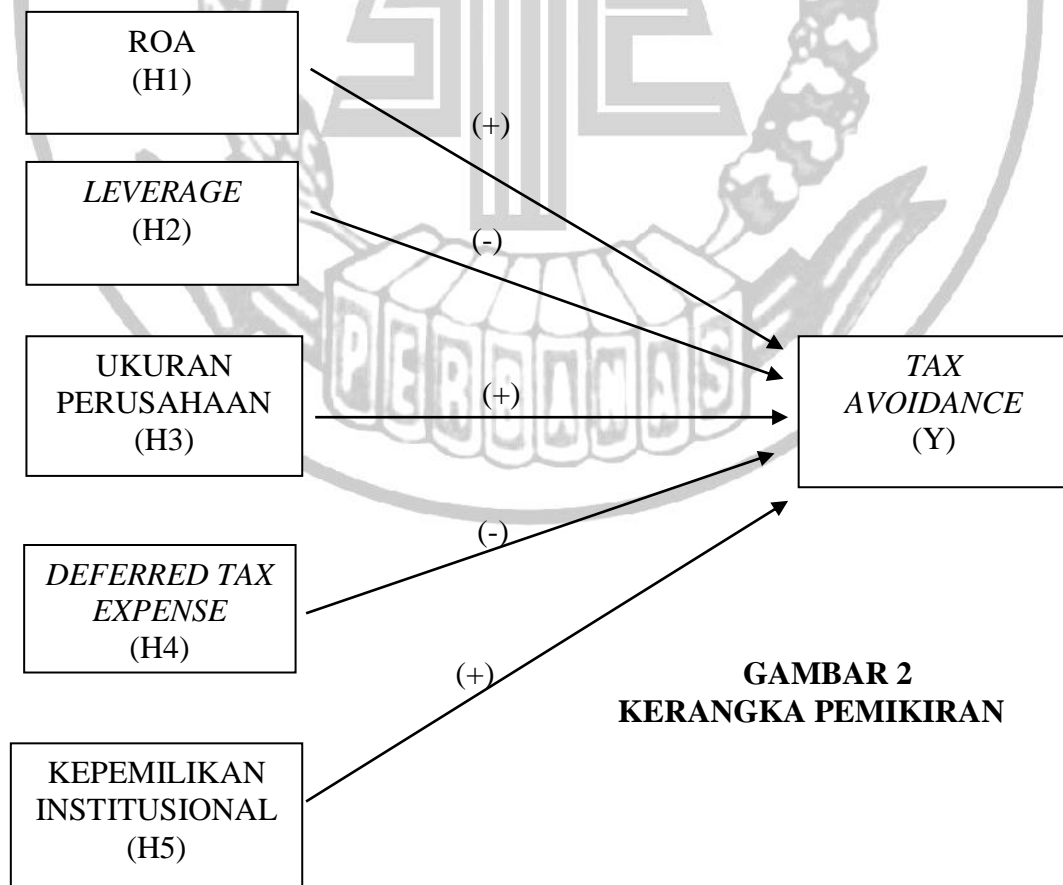 ROA
(H1)
(+)
LEVERAGE
(H2)
(-)
UKURAN
PERUSAHAAN
(H3)
(+)
TAX
AVOIDANCE
(Y)
PERBANAS
DEFERRED TAX
EXPENSE
(H4)
(-)
KEPEMILIKAN
INSTITUSIONAL
(H5)
(+)
GAMBAR 2
KERANGKA PEMIKIRAN